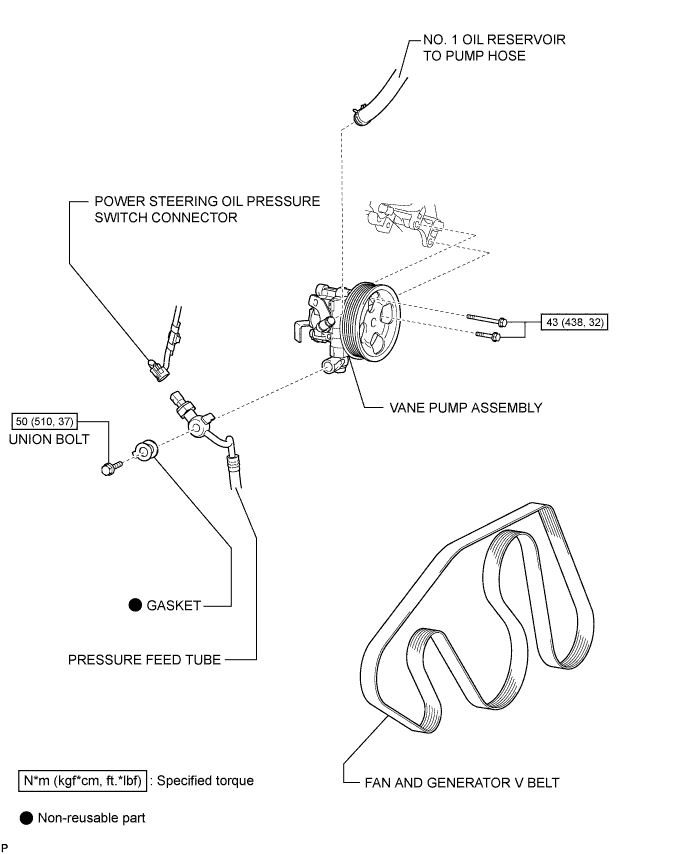 NO. 1 OIL RESERVOIR
TO PUMP HOSE
POWER STEERING OIL PRESSURE
SWITCH CONNECTOR
43 (438, 32)
VANE PUMP ASSEMBLY
50 (510, 37)
UNION BOLT
GASKET
PRESSURE FEED TUBE
FAN AND GENERATOR V BELT
N*m (kgf*cm, ft.*lbf) : Specified torque
Non-reusable part
P